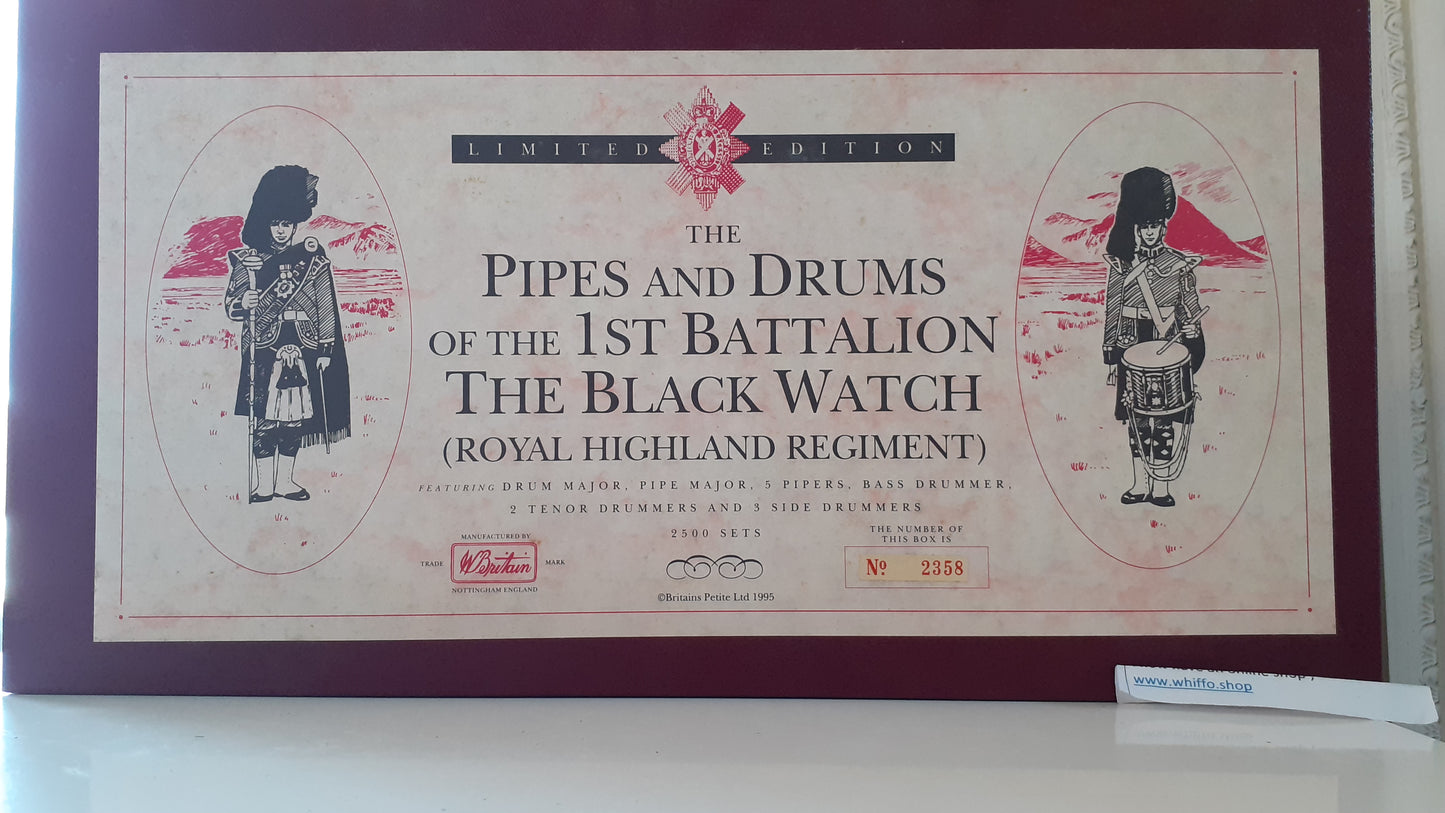 LIMITED EDITION
THE
PIPES AND DRUMS
OF THE 1ST BATTALION
THE BLACK WATCH
(ROYAL HIGHLAND REGIMENT)
FEATURING DRUM MAJOR, PIPE MAJOR, 5 PIPERS, BASS DRUMMER,
2 TENOR DRUMMERS AND 3 SIDE DRUMMERS
2500 SETS
MANUFACTURED BY
TRADE W Britain MARK
NOTTINGHAM ENGLAND
©Britains Petite Ltd 1995
THE NUMBER OF
THIS BOX IS
No 2358
online shop,
www.whiffo.shop